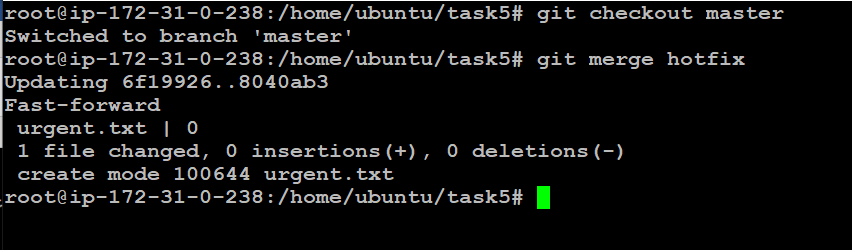 root@ip-172-31-0-238:/home/ubuntu/task5# git checkout master
Switched to branch 'master'
root@ip-172-31-0-238:/home/ubuntu/task5# git merge hotfix
Updating 6f19926..8040ab3
Fast-forward
 urgent.txt | 0
 1 file changed, 0 insertions(+), 0 deletions(-)
 create mode 100644 urgent.txt
root@ip-172-31-0-238:/home/ubuntu/task5#